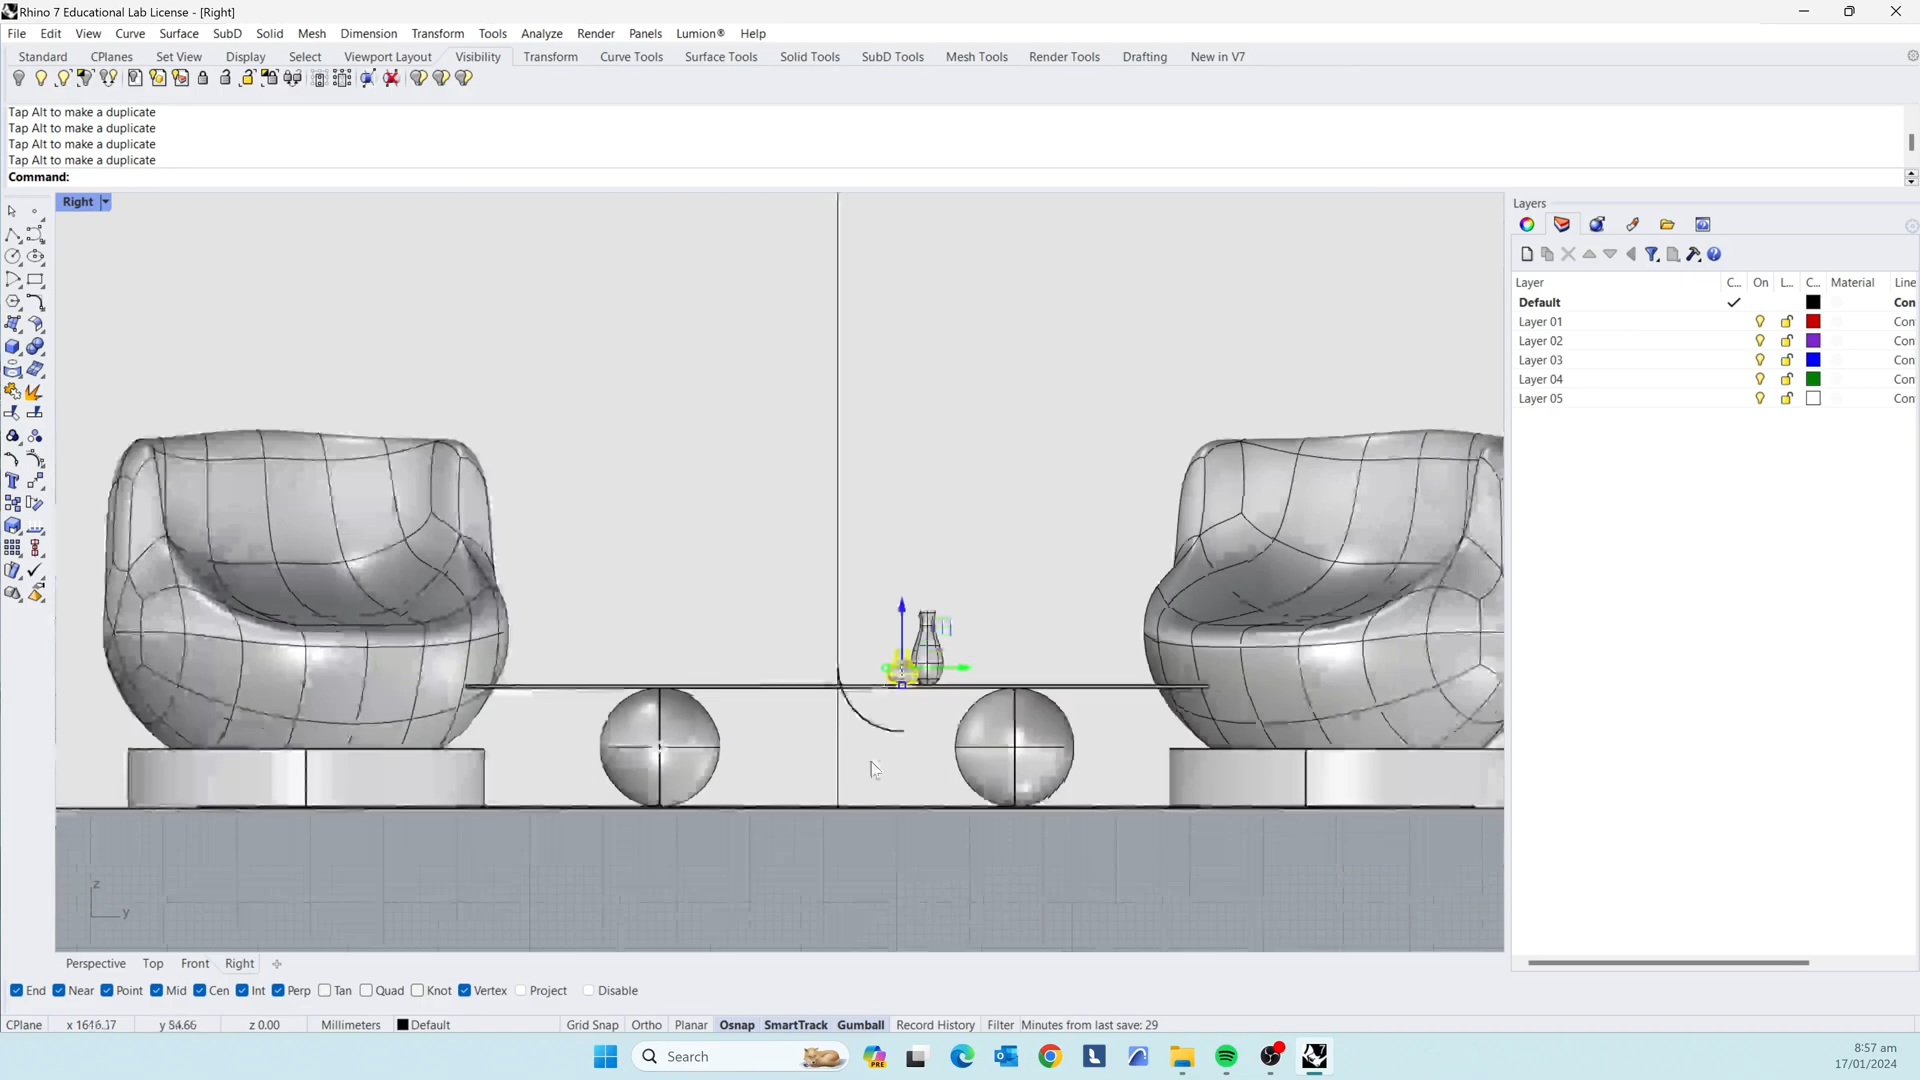 Rhino 7 Educational Lab License - [Right]
File Edit View Curve Surface SubD Solid Mesh Dimension Transform Tools Analyze Render Panels Lumion® Help
Standard CPlanes Set View Display Select Viewport Layout Visibility Transform Curve Tools Surface Tools Solid Tools SubD Tools Mesh Tools Render Tools Drafting New in V7
Tap Alt to make a duplicate
Tap Alt to make a duplicate
Tap Alt to make a duplicate
Tap Alt to make a duplicate
Command:
Right
Layers
Layer C... On L... C... Material Line
Default Con
Layer 01 Con
Layer 02 Con
Layer 03 Con
Layer 04 Con
Layer 05 Con
z
y
Perspective Top Front Right
End Near Point Mid Cen Int Perp Tan Quad Knot Vertex Project Disable
CPlane x 1616.17 y 94.66 z 0.00 Millimeters Default Grid Snap Ortho Planar Osnap SmartTrack Gumball Record History Filter Minutes from last save: 29
Search
PRE
8:57 am
17/01/2024